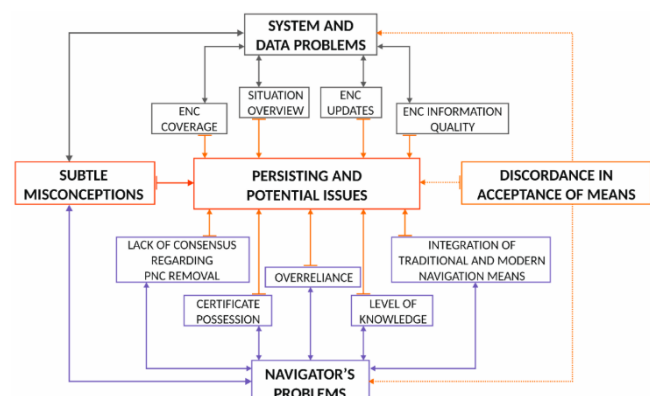 SYSTEM AND
DATA PROBLEMS
SITUATION
OVERVIEW
ENC
UPDATES
ENC
COVERAGE
ENC INFORMATION
QUALITY
SUBTLE
MISCONCEPTIONS
PERSISTING AND
POTENTIAL ISSUES
DISCORDANCE IN
ACCEPTANCE OF MEANS
LACK OF CONSENSUS
REGARDING
PNC REMOVAL
INTEGRATION OF
TRADITIONAL AND MODERN
NAVIGATION MEANS
OVERRELIANCE
CERTIFICATE
POSSESSION
LEVEL OF
KNOWLEDGE
NAVIGATOR'S
PROBLEMS